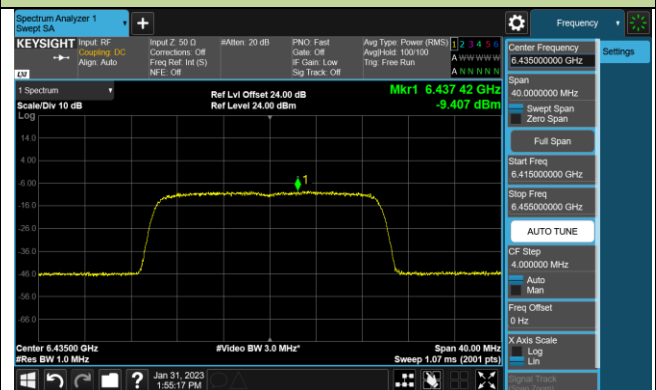 Spectrum Analyzer 1
Swept SA
Frequency
KEYSIGHT
Input: RF
Coupling: DC
Align: Auto
Input Z: 50 Ω
Corrections: Off
Freq Ref: Int (S)
NFE: Off
#Atten: 20 dB
PNO: Fast
Gate: Off
IF Gain: Low
Sig Track: Off
Avg Type: Power (RMS)
Avg|Hold: 100/100
Trig: Free Run
1 2 3 4 5 6
A W W W W W
A N N N N N
LXI
1 Spectrum
Scale/Div 10 dB
Log
Ref Lvl Offset 24.00 dB
Ref Level 24.00 dBm
Mkr1 6.437 42 GHz
-9.407 dBm
14.0
4.00
-6.00
-16.0
-26.0
-36.0
-46.0
-56.0
-66.0
1
Center 6.43500 GHz
#Res BW 1.0 MHz
#Video BW 3.0 MHz*
Span 40.00 MHz
Sweep 1.07 ms (2001 pts)
Jan 31, 2023
1:55:17 PM
Center Frequency
6.435000000 GHz
Settings
Span
40.0000000 MHz
Swept Span
Zero Span
Full Span
Start Freq
6.415000000 GHz
Stop Freq
6.455000000 GHz
AUTO TUNE
CF Step
4.000000 MHz
Auto
Man
Freq Offset
0 Hz
X Axis Scale
Log
Lin
Signal Track